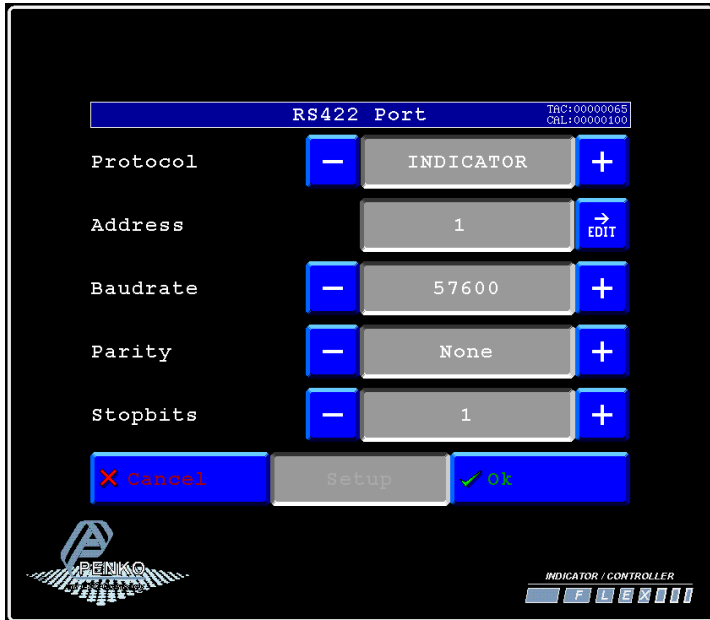 RS422 Port
TAC:00000065
CAL:00000100
Protocol − INDICATOR +
Address 1 → EDIT
Baudrate − 57600 +
Parity − None +
Stopbits − 1 +
Cancel Setup Ok
PENKO
INDICATOR / CONTROLLER
FLEX